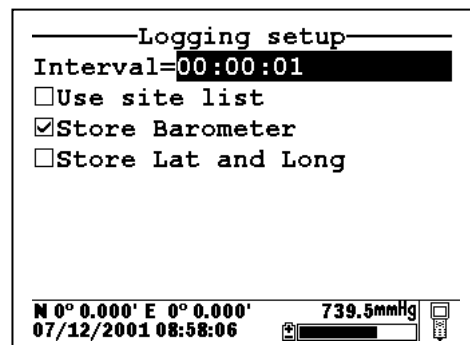 Logging setup
Interval=00:00:01
Use site list
Store Barometer
Store Lat and Long
N 0° 0.000' E 0° 0.000' 739.5mmHg
07/12/2001 08:58:06